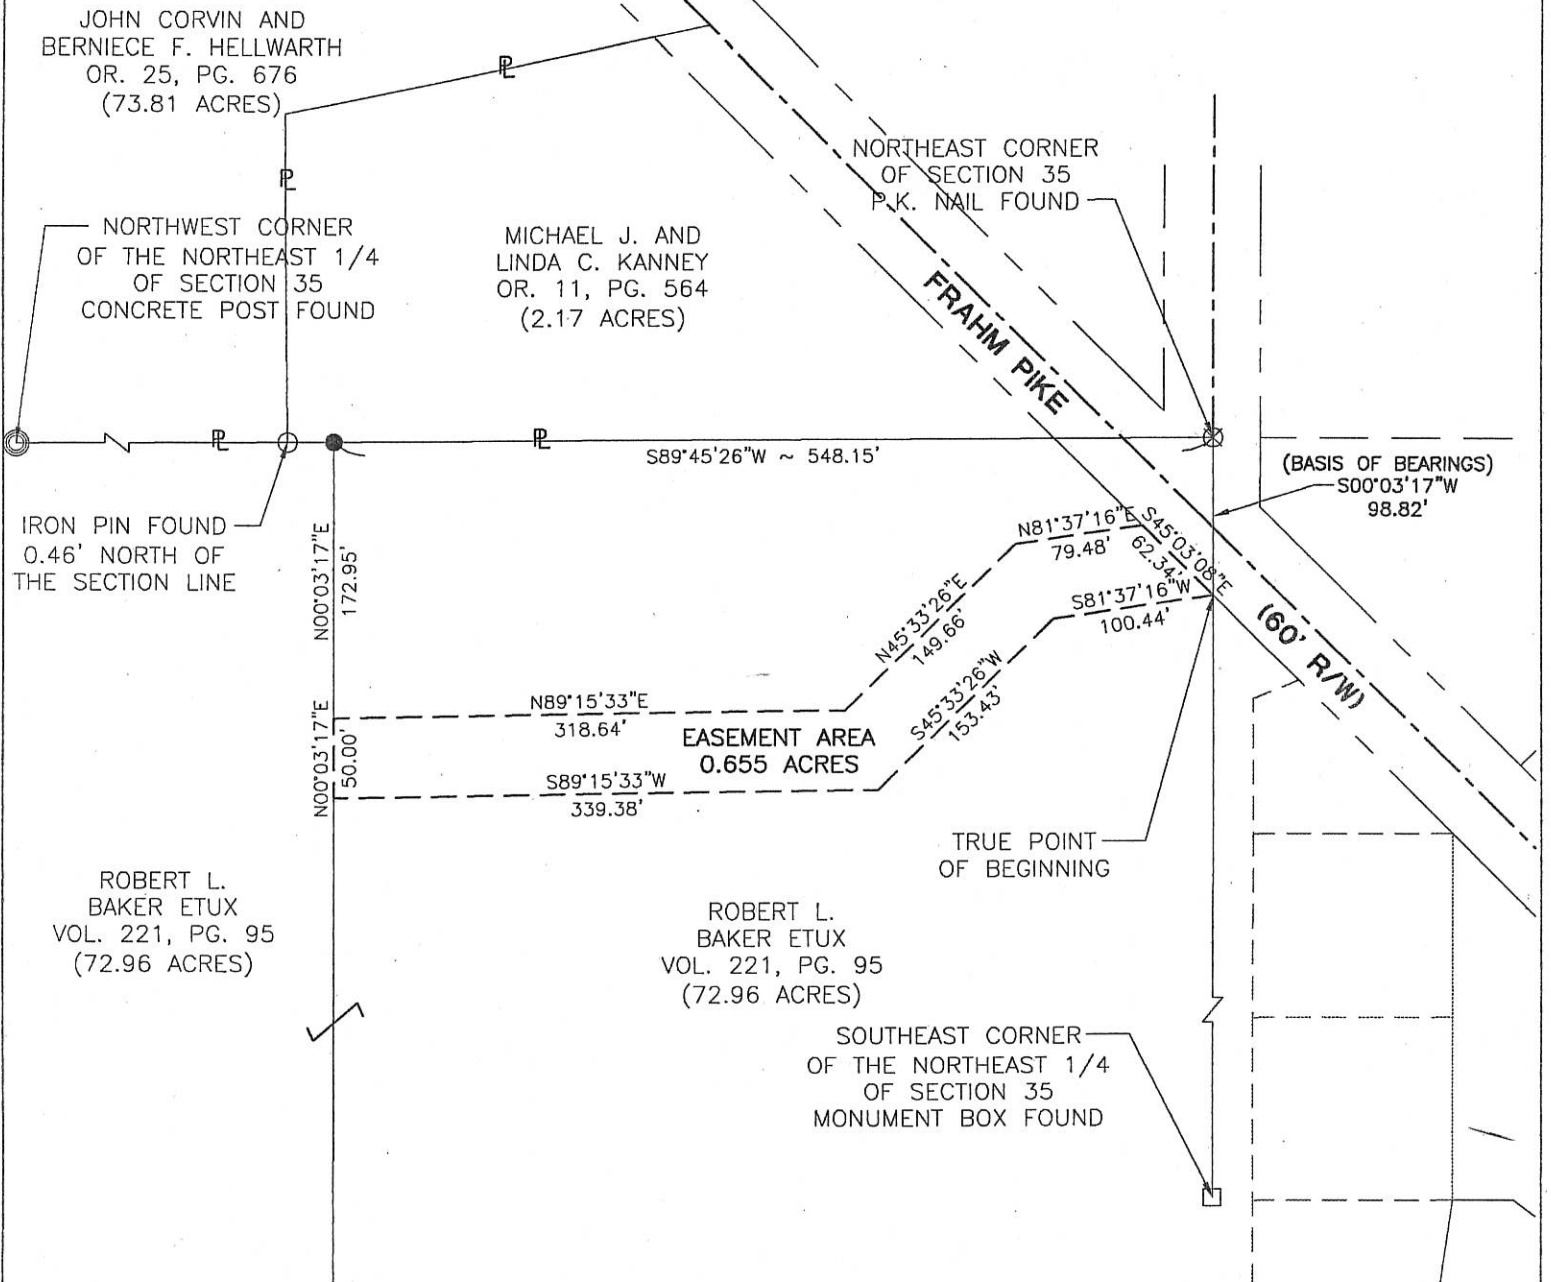 JOHN CORVIN AND
BERNIECE F. HELLWARTH
OR. 25, PG. 676
(73.81 ACRES)
PL
PL
NORTHEAST CORNER
OF SECTION 35
P.K. NAIL FOUND
NORTHWEST CORNER
OF THE NORTHEAST 1/4
OF SECTION 35
CONCRETE POST FOUND
MICHAEL J. AND
LINDA C. KANNEY
OR. 11, PG. 564
(2.17 ACRES)
FRAHM PIKE
(60' R/W)
PL
PL
S89°45'26"W ~ 548.15'
(BASIS OF BEARINGS)
S00°03'17"W
98.82'
IRON PIN FOUND
0.46' NORTH OF
THE SECTION LINE
N00°03'17"E
172.95'
N81°37'16"E
79.48'
S45°03'08"E
62.34'
S81°37'16"W
100.44'
N45°33'26"E
149.66'
S45°33'26"W
153.43'
N89°15'33"E
318.64'
N00°03'17"E
50.00'
EASEMENT AREA
0.655 ACRES
S89°15'33"W
339.38'
TRUE POINT
OF BEGINNING
ROBERT L.
BAKER ETUX
VOL. 221, PG. 95
(72.96 ACRES)
ROBERT L.
BAKER ETUX
VOL. 221, PG. 95
(72.96 ACRES)
SOUTHEAST CORNER
OF THE NORTHEAST 1/4
OF SECTION 35
MONUMENT BOX FOUND